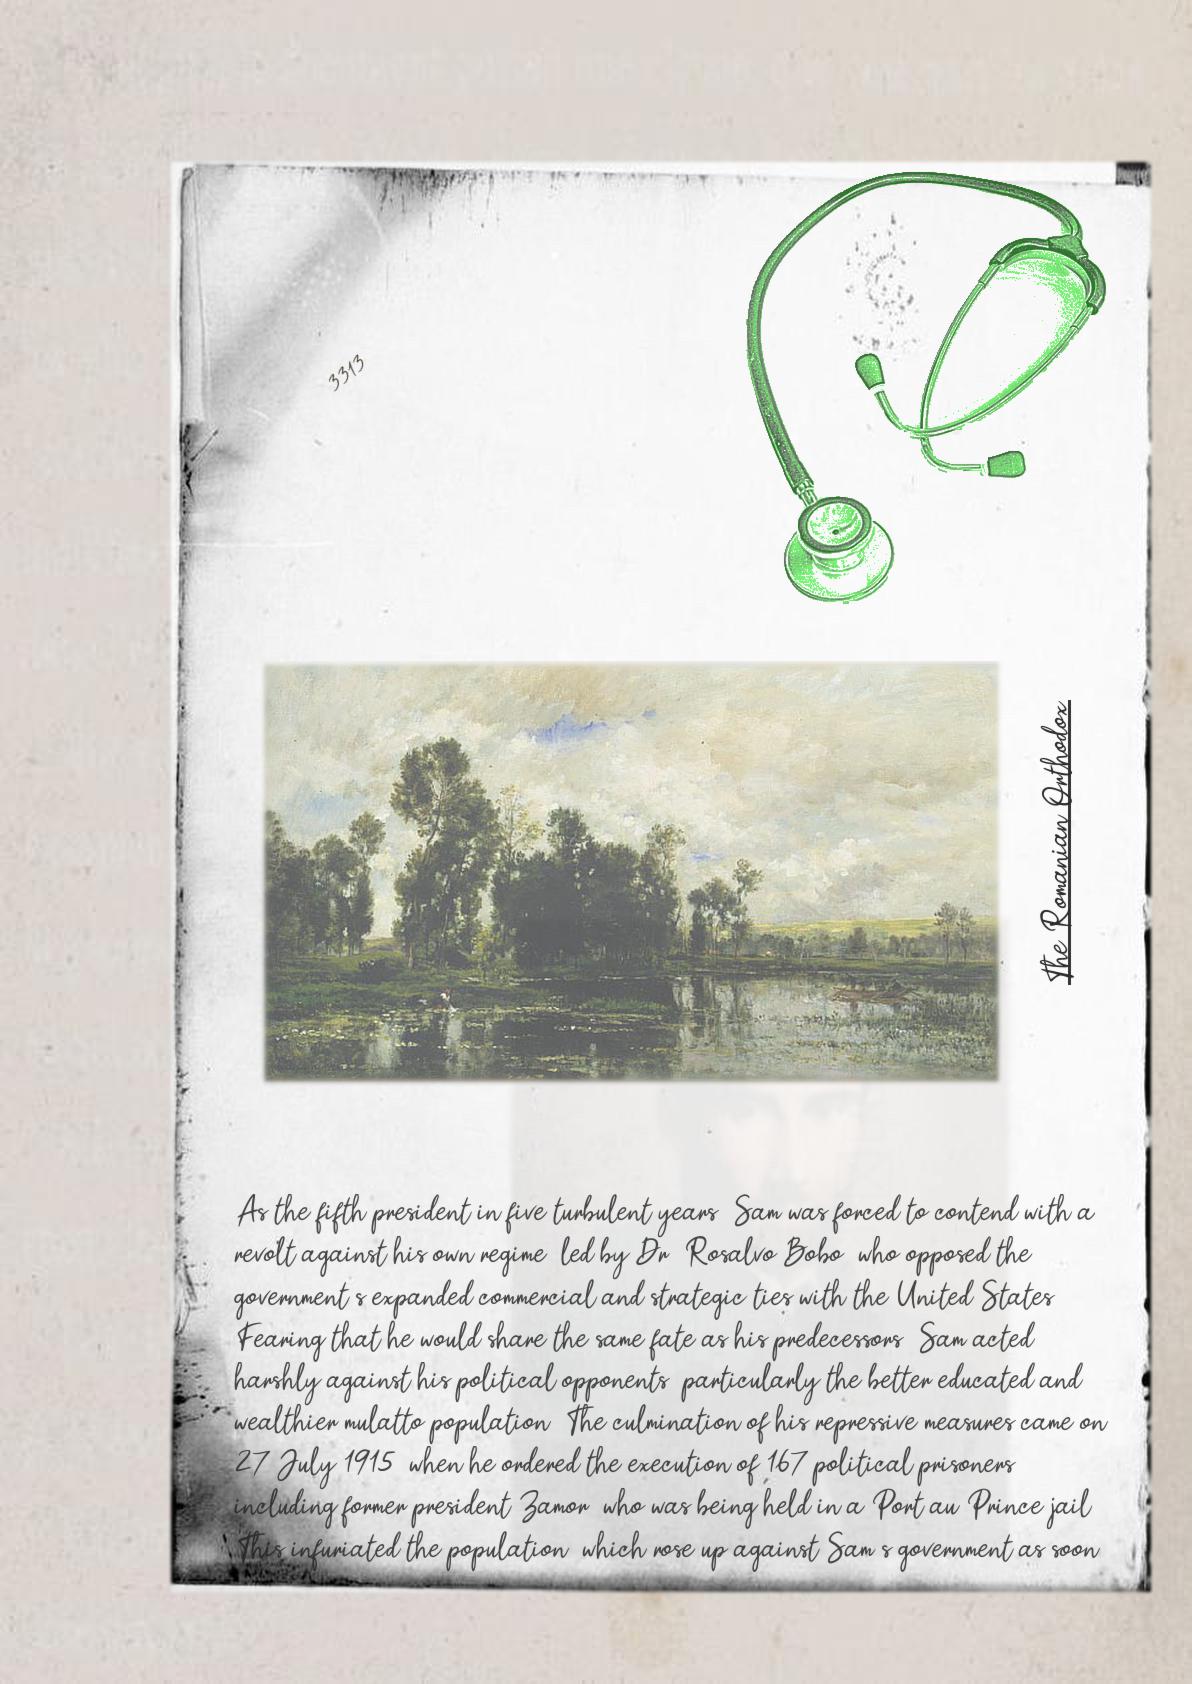 3313
The Romanian Orthodox
As the fifth president in five turbulent years Sam was forced to contend with a
revolt against his own regime led by Dr Rosalvo Bobo who opposed the
government s expanded commercial and strategic ties with the United States
Fearing that he would share the same fate as his predecessors Sam acted
harshly against his political opponents particularly the better educated and
wealthier mulatto population The culmination of his repressive measures came on
27 July 1915 when he ordered the execution of 167 political prisoners
including former president Zamor who was being held in a Port au Prince jail
This infuriated the population which rose up against Sam s government as soon